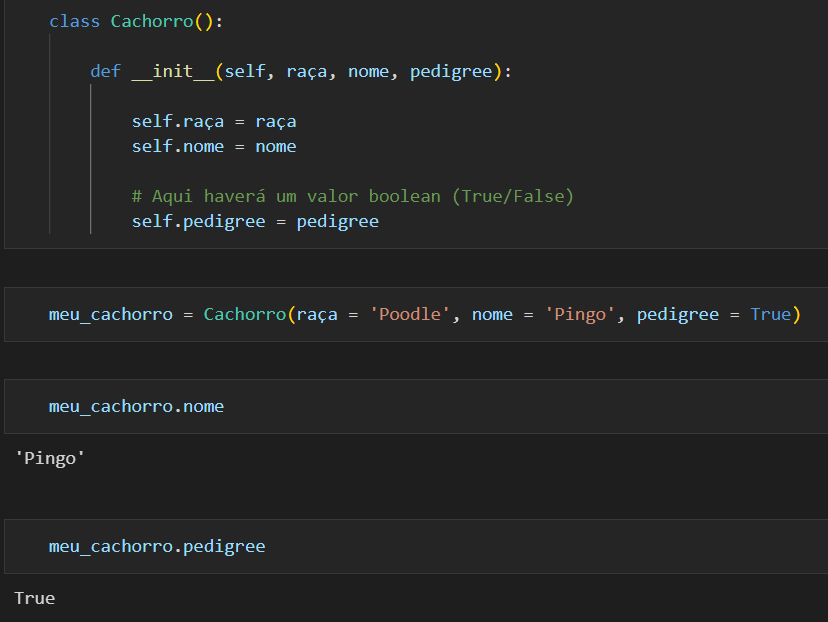 class Cachorro():
def __init__(self, raça, nome, pedigree):
self.raça = raça
self.nome = nome
# Aqui haverá um valor boolean (True/False)
self.pedigree = pedigree
meu_cachorro = Cachorro(raça = 'Poodle', nome = 'Pingo', pedigree = True)
meu_cachorro.nome
'Pingo'
meu_cachorro.pedigree
True